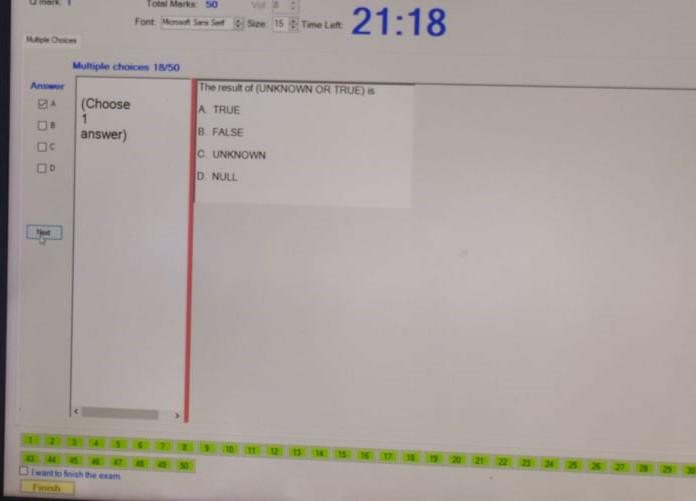 Q mark: 1 Total Marks: 50 Vol: 8
Font: Microsoft Sans Serif Size: 15 Time Left: 21:18
Multiple Choices
Multiple choices 18/50
Answer
A
B
C
D
(Choose
1
answer)
The result of (UNKNOWN OR TRUE) is
A. TRUE
B. FALSE
C. UNKNOWN
D. NULL
Next
1 2 3 4 5 6 7 8 9 10 11 12 13 14 15 16 17 18 19 20 21 22 23 24 25 26 27 28 29 30
43 44 45 46 47 48 49 50
I want to finish the exam.
Finish